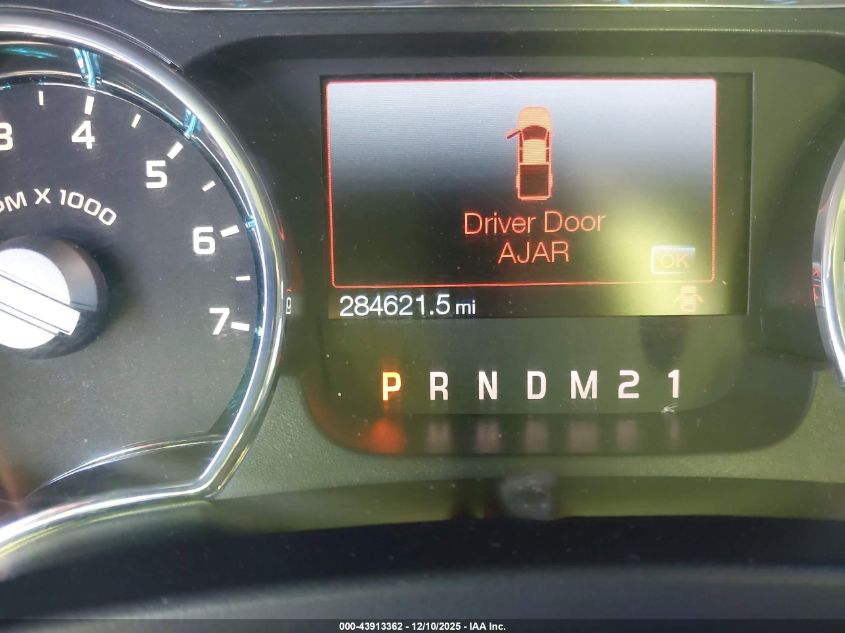 3 4 5 6 7
PM X 1000
Driver Door
AJAR
OK
284621.5 mi
P R N D M 2 1
000-43913362 - 12/10/2025 - IAA Inc.